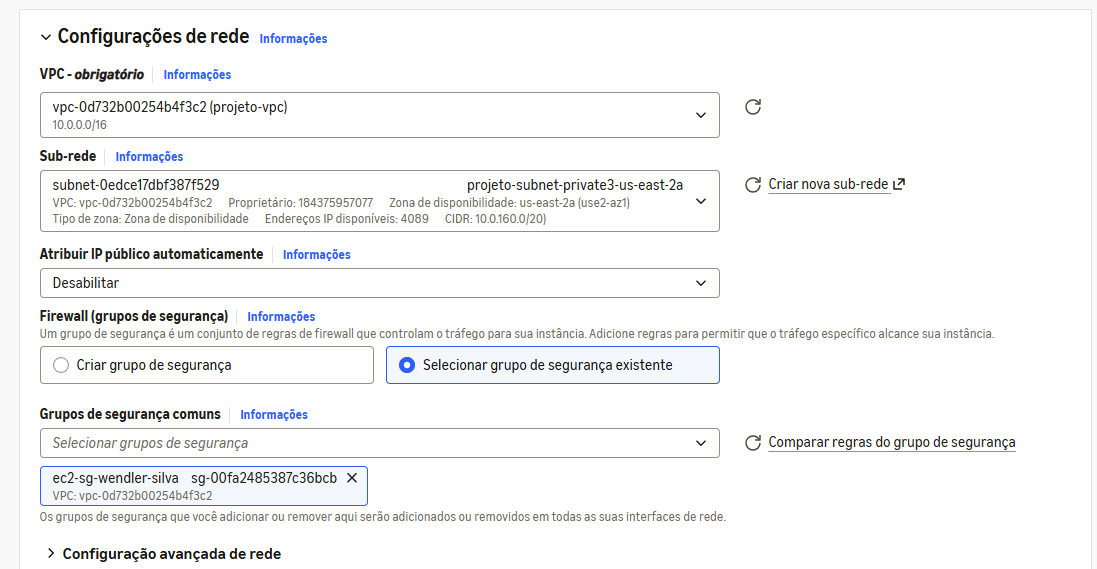 Configurações de rede Informações
VPC - obrigatório Informações
vpc-0d732b00254b4f3c2 (projeto-vpc)
10.0.0.0/16
Sub-rede Informações
subnet-0edce17dbf387f529 projeto-subnet-private3-us-east-2a
VPC: vpc-0d732b00254b4f3c2 Proprietário: 184375957077 Zona de disponibilidade: us-east-2a (use2-az1)
Tipo de zona: Zona de disponibilidade Endereços IP disponíveis: 4089 CIDR: 10.0.160.0/20)
Criar nova sub-rede
Atribuir IP público automaticamente Informações
Desabilitar
Firewall (grupos de segurança) Informações
Um grupo de segurança é um conjunto de regras de firewall que controlam o tráfego para sua instância. Adicione regras para permitir que o tráfego específico alcance sua instância.
Criar grupo de segurança Selecionar grupo de segurança existente
Grupos de segurança comuns Informações
Selecionar grupos de segurança
Comparar regras do grupo de segurança
ec2-sg-wendler-silva sg-00fa2485387c36bcb
VPC: vpc-0d732b00254b4f3c2
Os grupos de segurança que você adicionar ou remover aqui serão adicionados ou removidos em todas as suas interfaces de rede.
Configuração avançada de rede